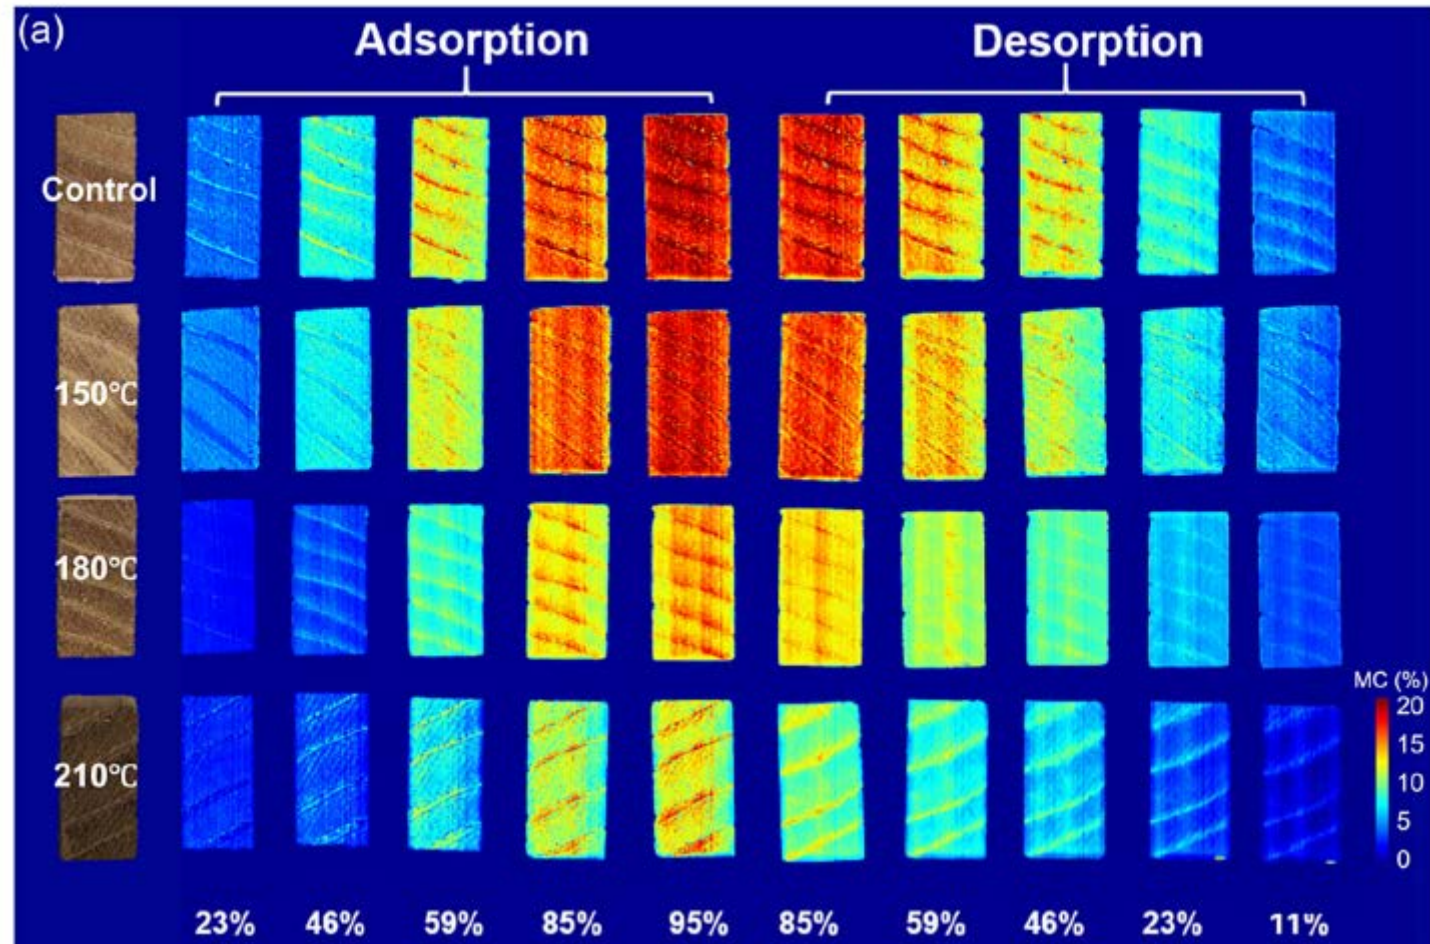 (a)
Adsorption
Desorption
Control
150℃
180℃
210℃
MC (%)
20
15
10
5
0
23% 46% 59% 85% 95% 85% 59% 46% 23% 11%